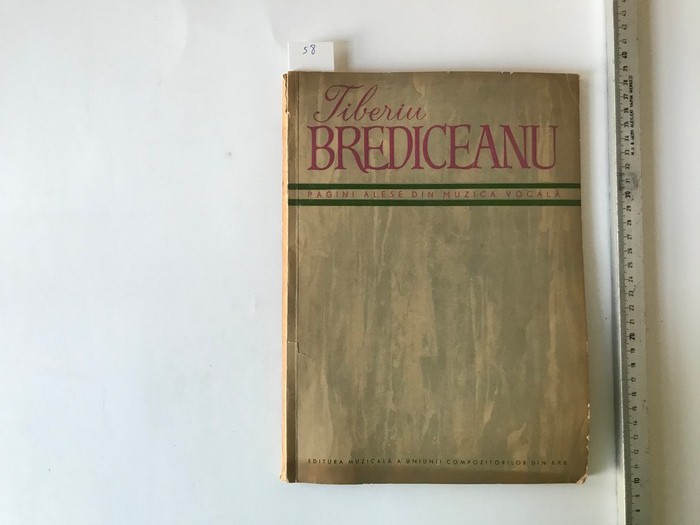 58
Tiberiu
BREDICEANU
PAGINI ALESE DIN MUZICA VOCALĂ
EDITURA MUZICALĂ A UNIUNII COMPOZITORILOR DIN R.P.R.